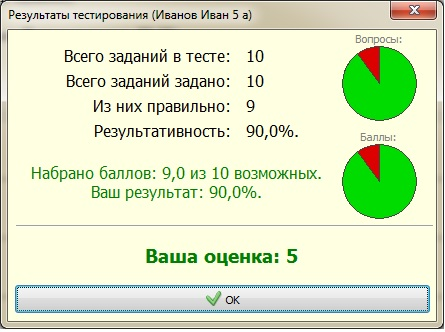 Результаты тестирования (Иванов Иван 5 а)
Вопросы:
Всего заданий в тесте: 10
Всего заданий задано: 10
Из них правильно: 9
Результативность: 90,0%.
Баллы:
Набрано баллов: 9,0 из 10 возможных.
Ваш результат: 90,0%.
Ваша оценка: 5
OK